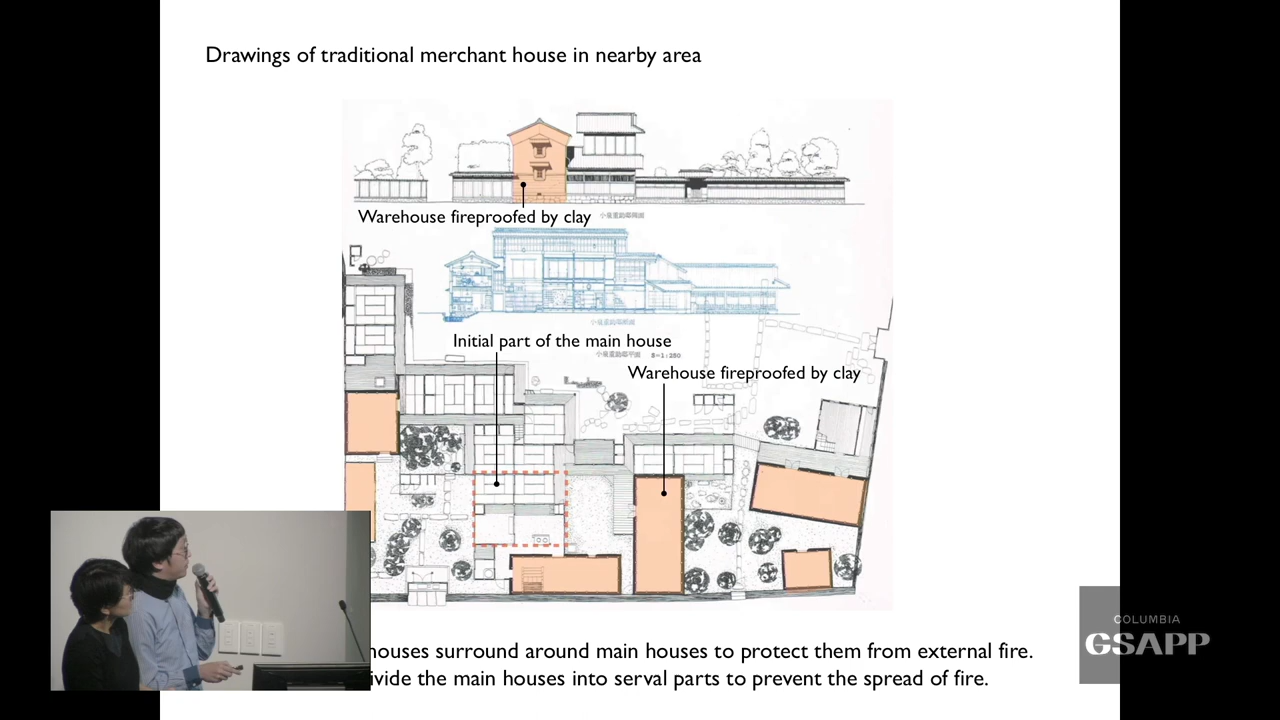 Drawings of traditional merchant house in nearby area
Warehouse fireproofed by clay
Initial part of the main house
S=1:250
Warehouse fireproofed by clay
houses surround around main houses to protect them from external fire.
ivide the main houses into serval parts to prevent the spread of fire.
COLUMBIA
GSAPP